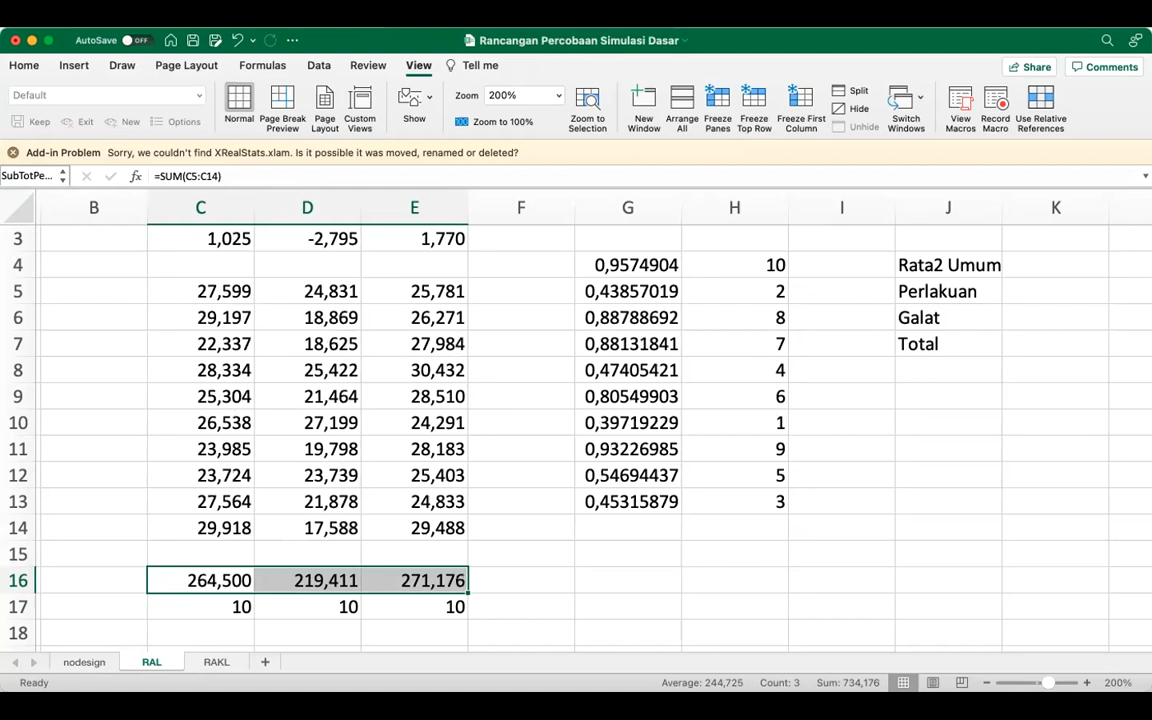 AutoSave OFF Rancangan Percobaan Simulasi Dasar
Home Insert Draw Page Layout Formulas Data Review View Tell me Share Comments
Default Keep Exit New Options
Normal Page Break Preview Page Layout Custom Views Show
Zoom 200% Zoom to 100% Zoom to Selection
New Window Arrange All Freeze Panes Freeze Top Row Freeze First Column
Split Hide Unhide Switch Windows View Macros Record Macro Use Relative References
Add-in Problem Sorry, we couldn't find XRealStats.xlam. Is it possible it was moved, renamed or deleted?
SubTotPe... fx =SUM(C5:C14)
B C D E F G H I J K
3 1,025 -2,795 1,770
4 0,9574904 10 Rata2 Umum
5 27,599 24,831 25,781 0,43857019 2 Perlakuan
6 29,197 18,869 26,271 0,88788692 8 Galat
7 22,337 18,625 27,984 0,88131841 7 Total
8 28,334 25,422 30,432 0,47405421 4
9 25,304 21,464 28,510 0,80549903 6
10 26,538 27,199 24,291 0,39719229 1
11 23,985 19,798 28,183 0,93226985 9
12 23,724 23,739 25,403 0,54694437 5
13 27,564 21,878 24,833 0,45315879 3
14 29,918 17,588 29,488
15
16 264,500 219,411 271,176
17 10 10 10
18
nodesign RAL RAKL +
Ready Average: 244,725 Count: 3 Sum: 734,176 200%